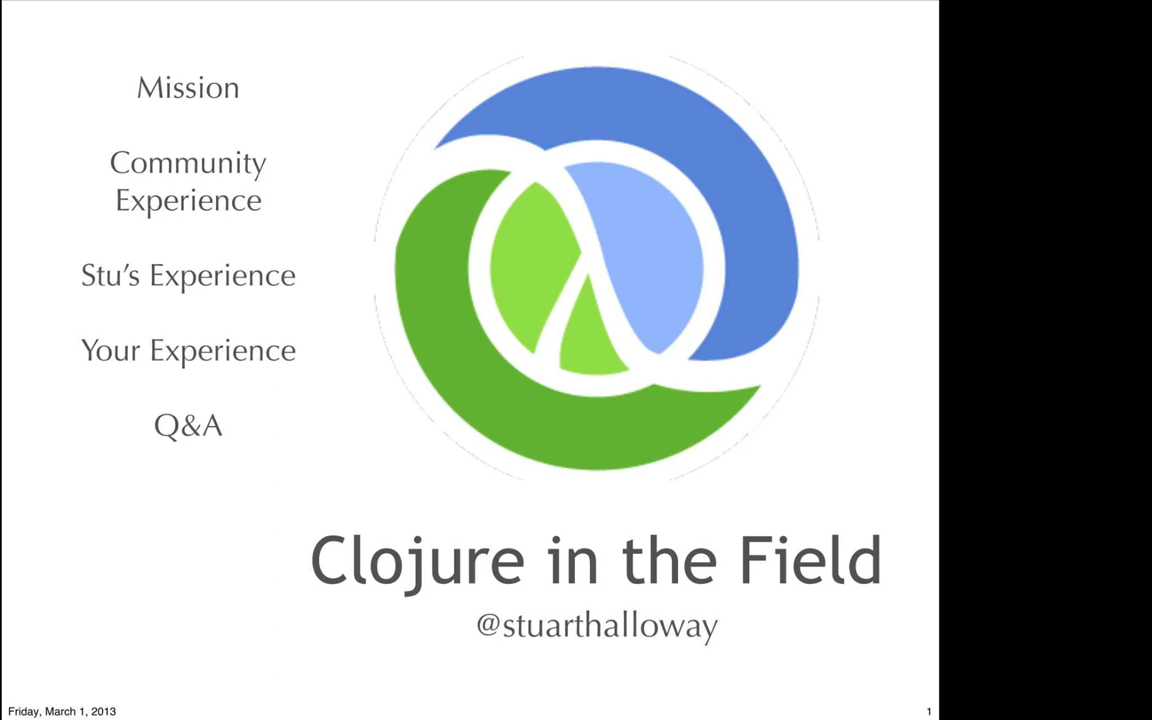 Mission
Community
Experience
Stu’s Experience
Your Experience
Q&A
Clojure in the Field
@stuarthalloway
Friday, March 1, 2013
1